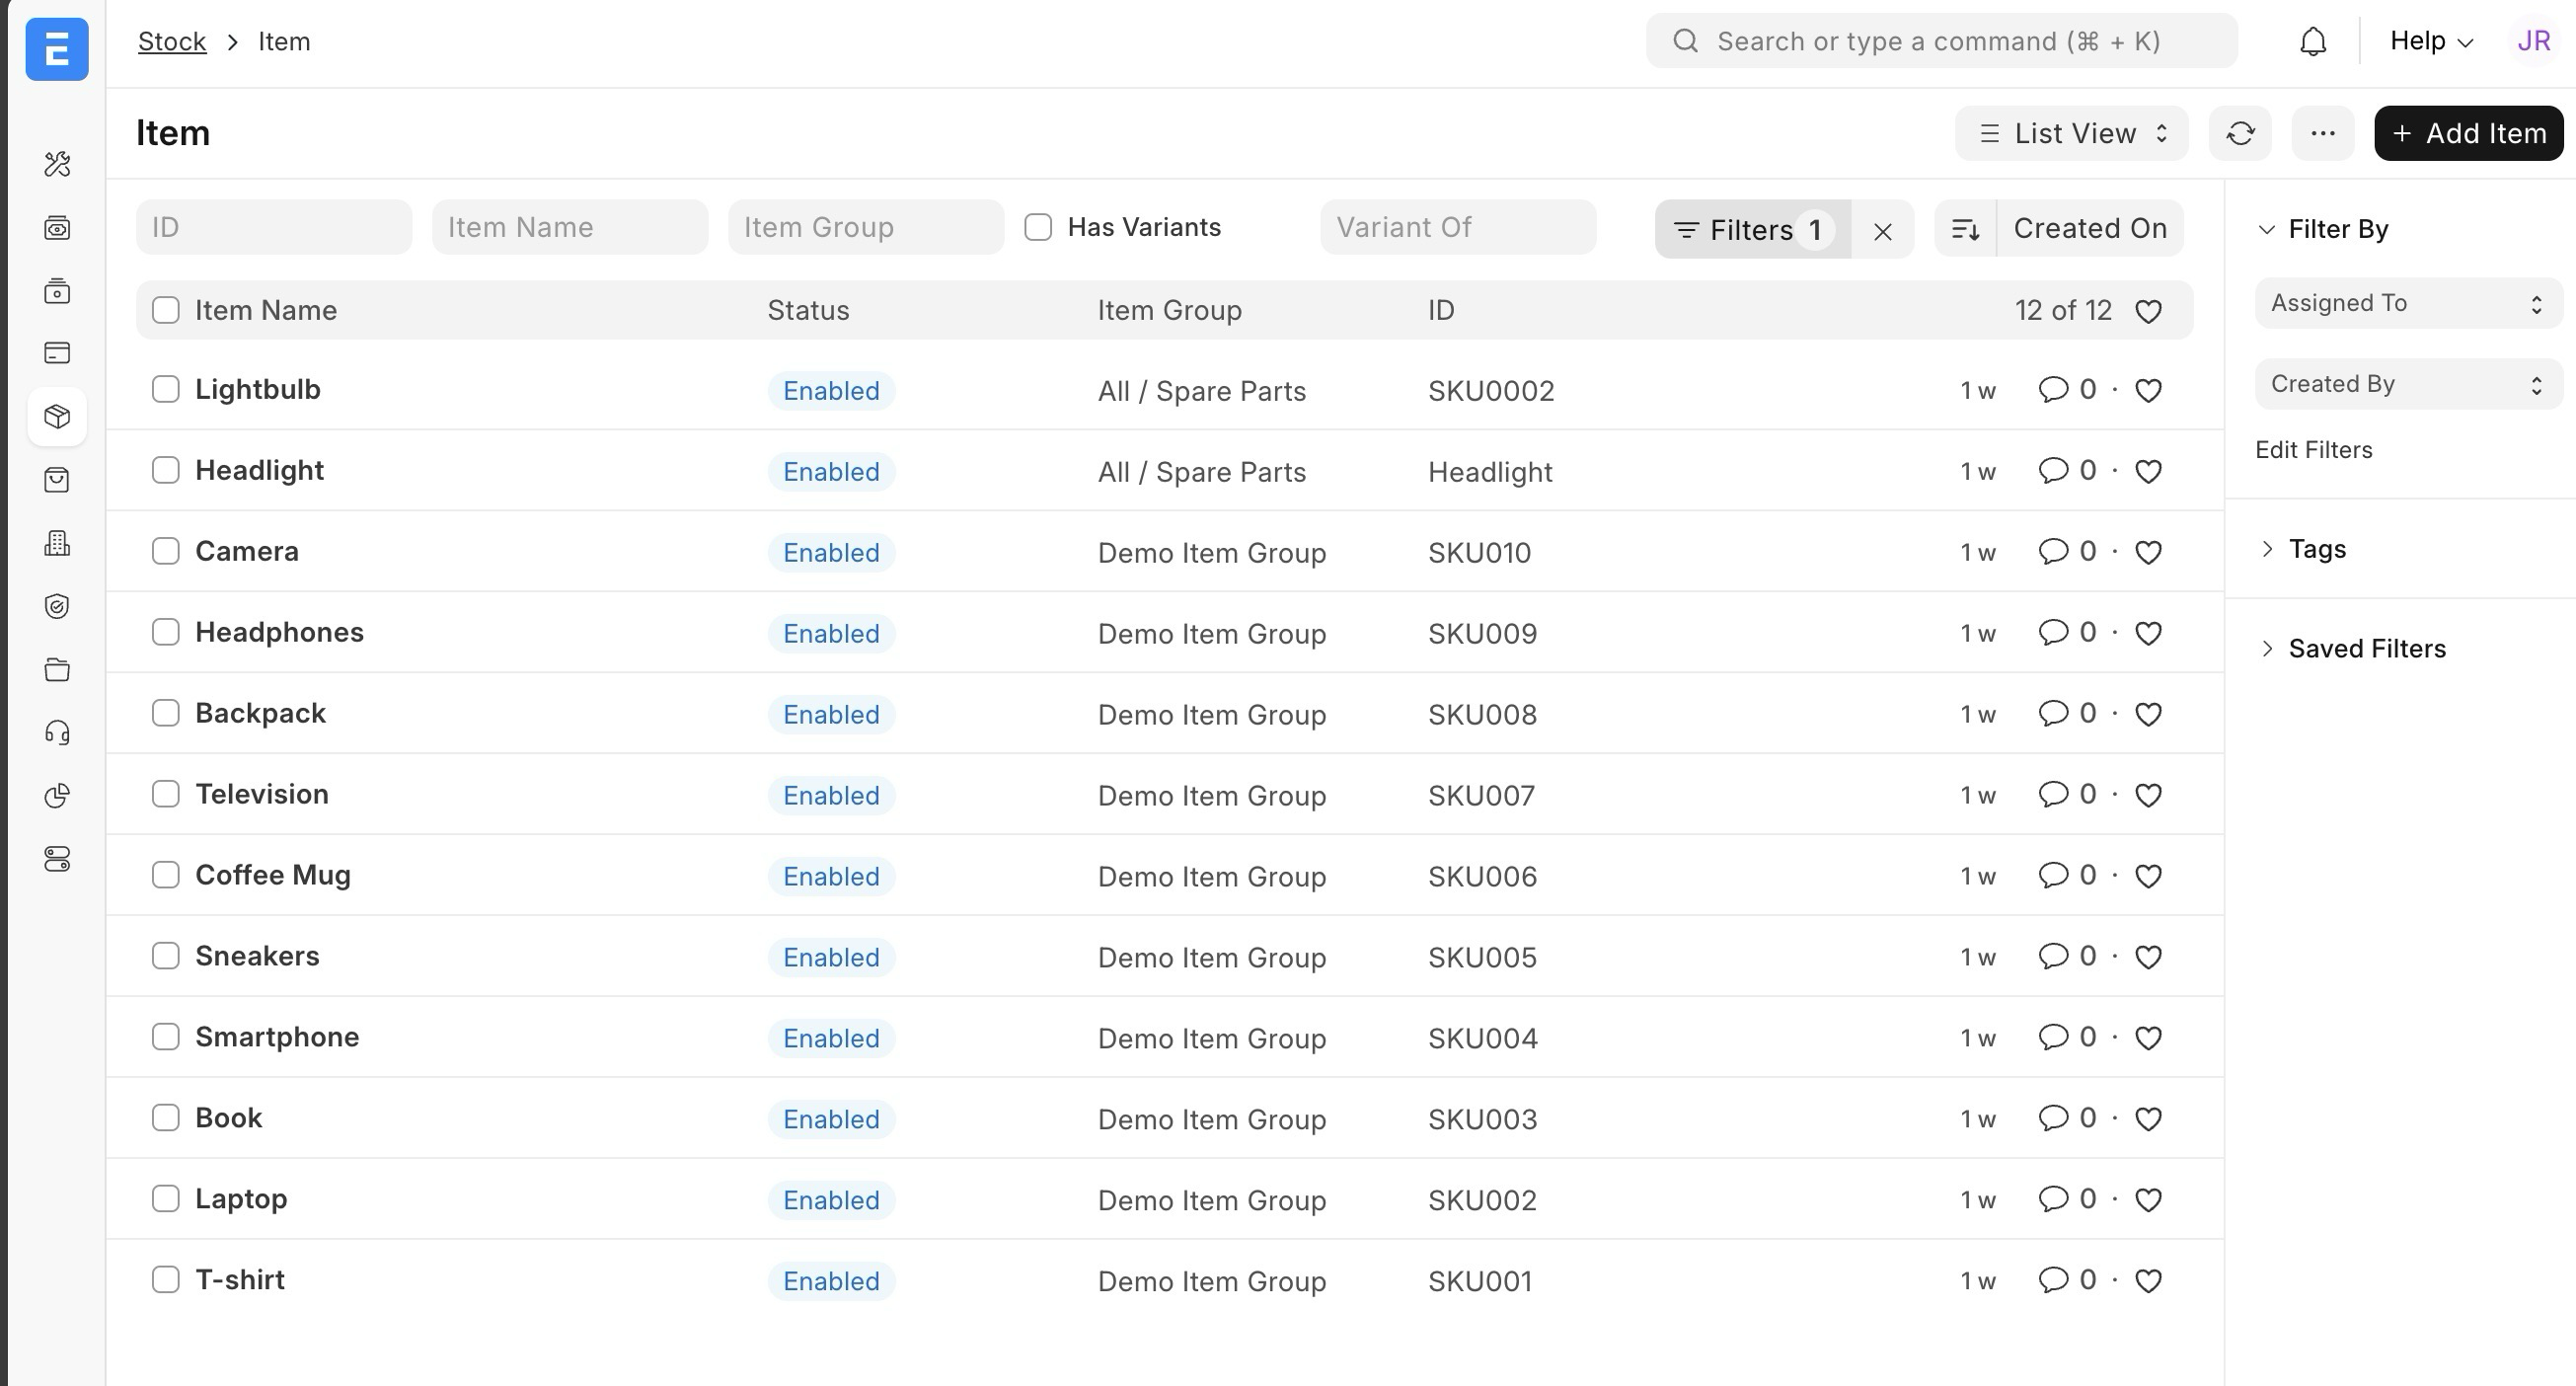 E
Stock > Item
Search or type a command (⌘ + K)
Help
JR
Item
List View
...
+ Add Item
ID
Item Name
Item Group
Has Variants
Variant Of
Filters 1
Created On
Item Name Status Item Group ID 12 of 12
Lightbulb Enabled All / Spare Parts SKU0002 1 w 0 ·
Headlight Enabled All / Spare Parts Headlight 1 w 0 ·
Camera Enabled Demo Item Group SKU010 1 w 0 ·
Headphones Enabled Demo Item Group SKU009 1 w 0 ·
Backpack Enabled Demo Item Group SKU008 1 w 0 ·
Television Enabled Demo Item Group SKU007 1 w 0 ·
Coffee Mug Enabled Demo Item Group SKU006 1 w 0 ·
Sneakers Enabled Demo Item Group SKU005 1 w 0 ·
Smartphone Enabled Demo Item Group SKU004 1 w 0 ·
Book Enabled Demo Item Group SKU003 1 w 0 ·
Laptop Enabled Demo Item Group SKU002 1 w 0 ·
T-shirt Enabled Demo Item Group SKU001 1 w 0 ·
Filter By
Assigned To
Created By
Edit Filters
Tags
Saved Filters